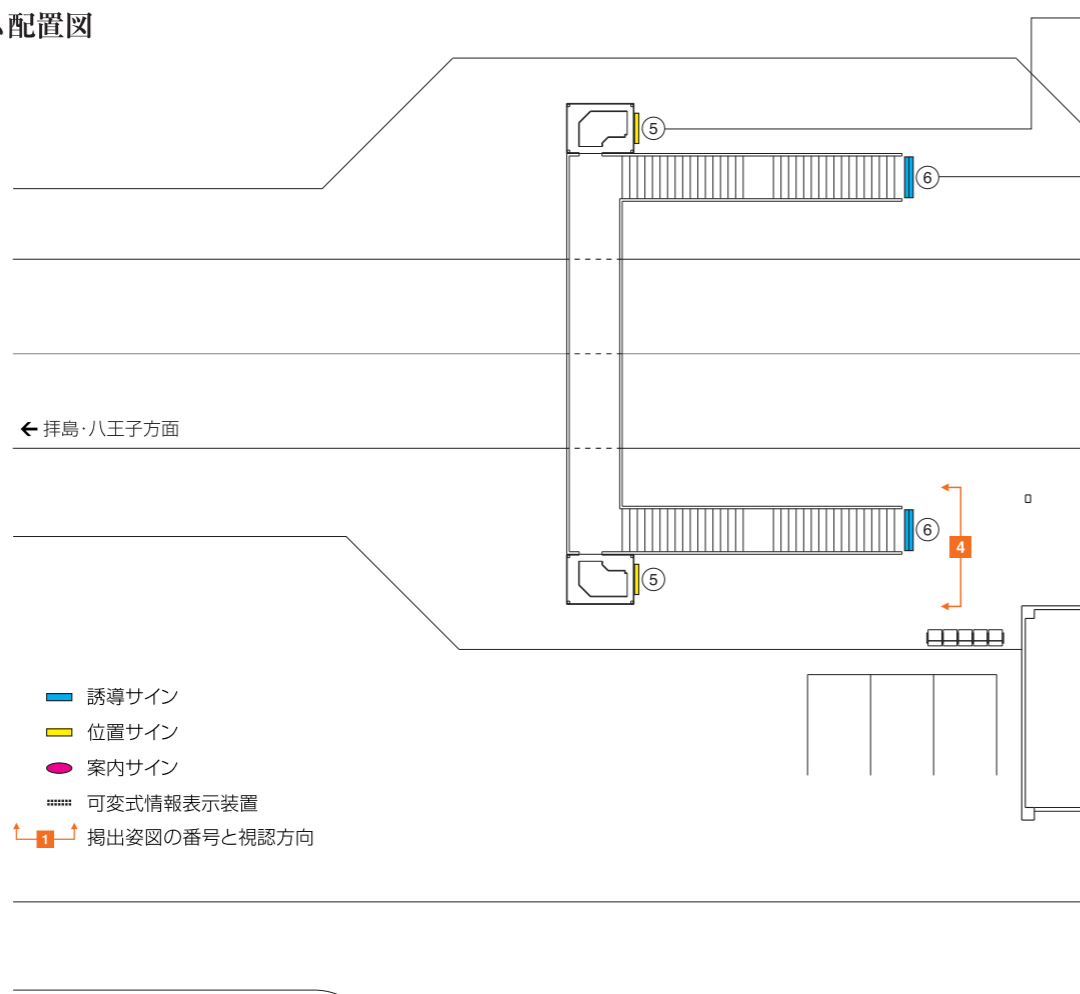 配置図
⑤
⑥
← 拝島・八王子方面
⑥
4
⑤
誘導サイン
位置サイン
案内サイン
可変式情報表示装置
1 掲出姿図の番号と視認方向